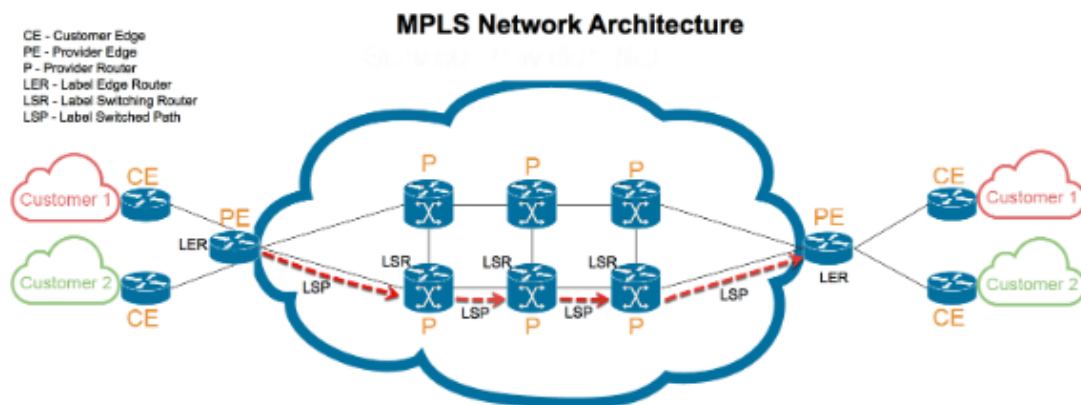 MPLS Network Architecture
CE - Customer Edge
PE - Provider Edge
P - Provider Router
LER - Label Edge Router
LSR - Label Switching Router
LSP - Label Switched Path
P P P
CE CE
Customer 1 Customer 1
PE PE
LER LSR LSR LSR LER
Customer 2 Customer 2
LSP LSP LSP LSP
CE P P P CE